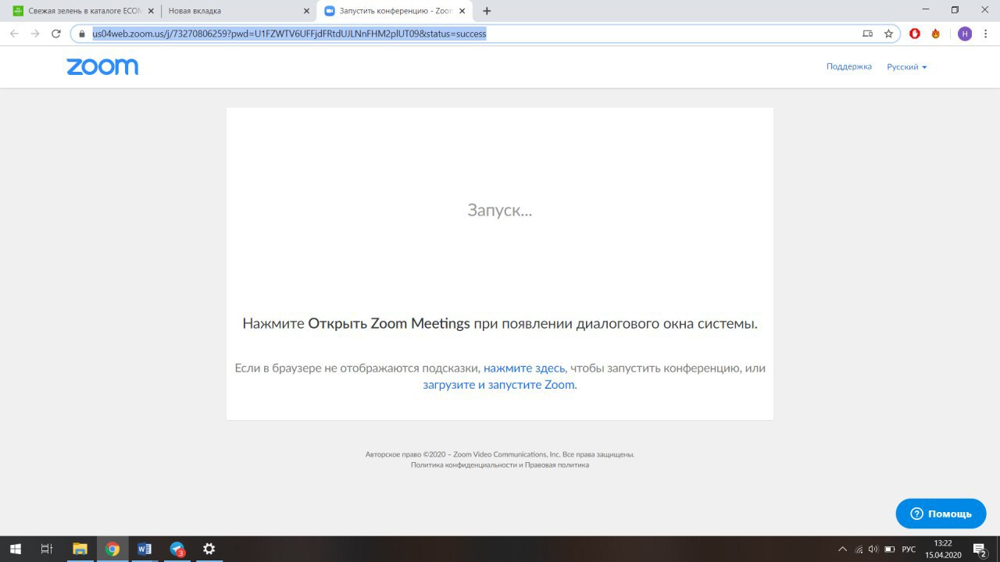 Свежая зелень в каталоге ECOM
Новая вкладка
Запустить конференцию - Zoom
us04web.zoom.us/j/73270806259?pwd=U1FZWTV6UFFjdFRtdUJLNnFHM2plUT09&status=success
H
zoom
Поддержка
Русский
Запуск...
Нажмите Открыть Zoom Meetings при появлении диалогового окна системы.
Если в браузере не отображаются подсказки, нажмите здесь, чтобы запустить конференцию, или
загрузите и запустите Zoom.
Авторское право ©2020 – Zoom Video Communications, Inc. Все права защищены.
Политика конфиденциальности и Правовая политика
Помощь
3
РУС
13:22
15.04.2020
2